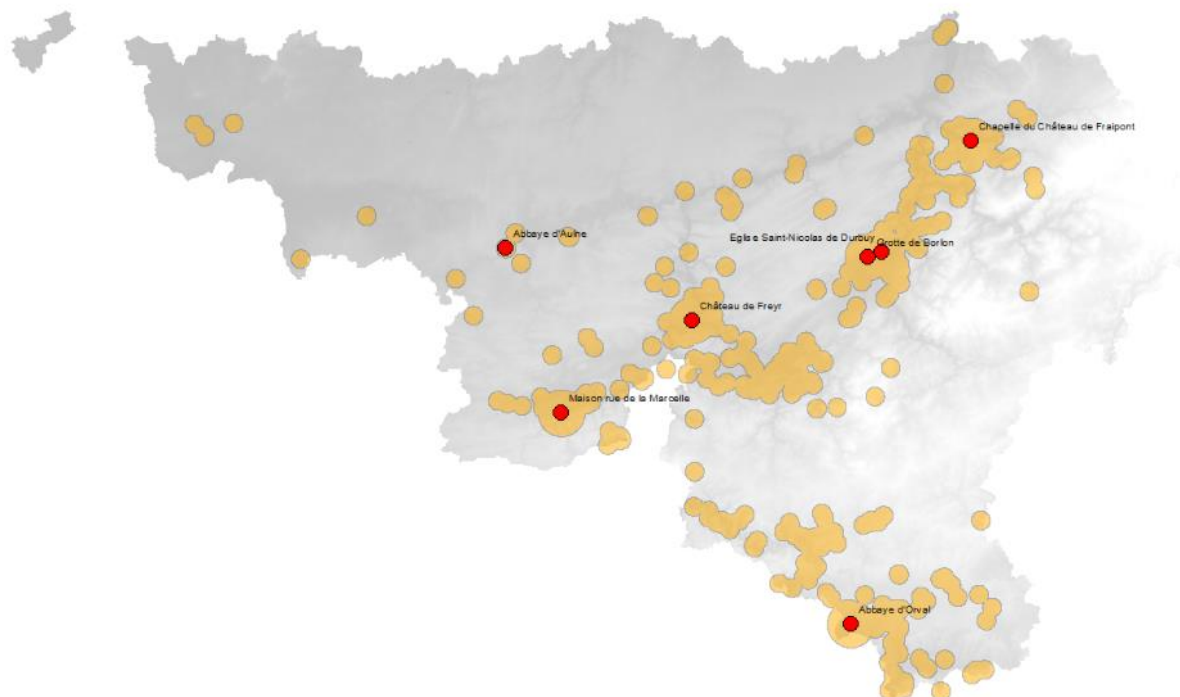 Chapelle du Château de Fraipont
Abbaye d'Aulne
Eglise Saint-Nicolas de Durbuy
Grotte de Borlon
Château de Freyr
Maison rue de la Marcelle
Abbaye d'Orval